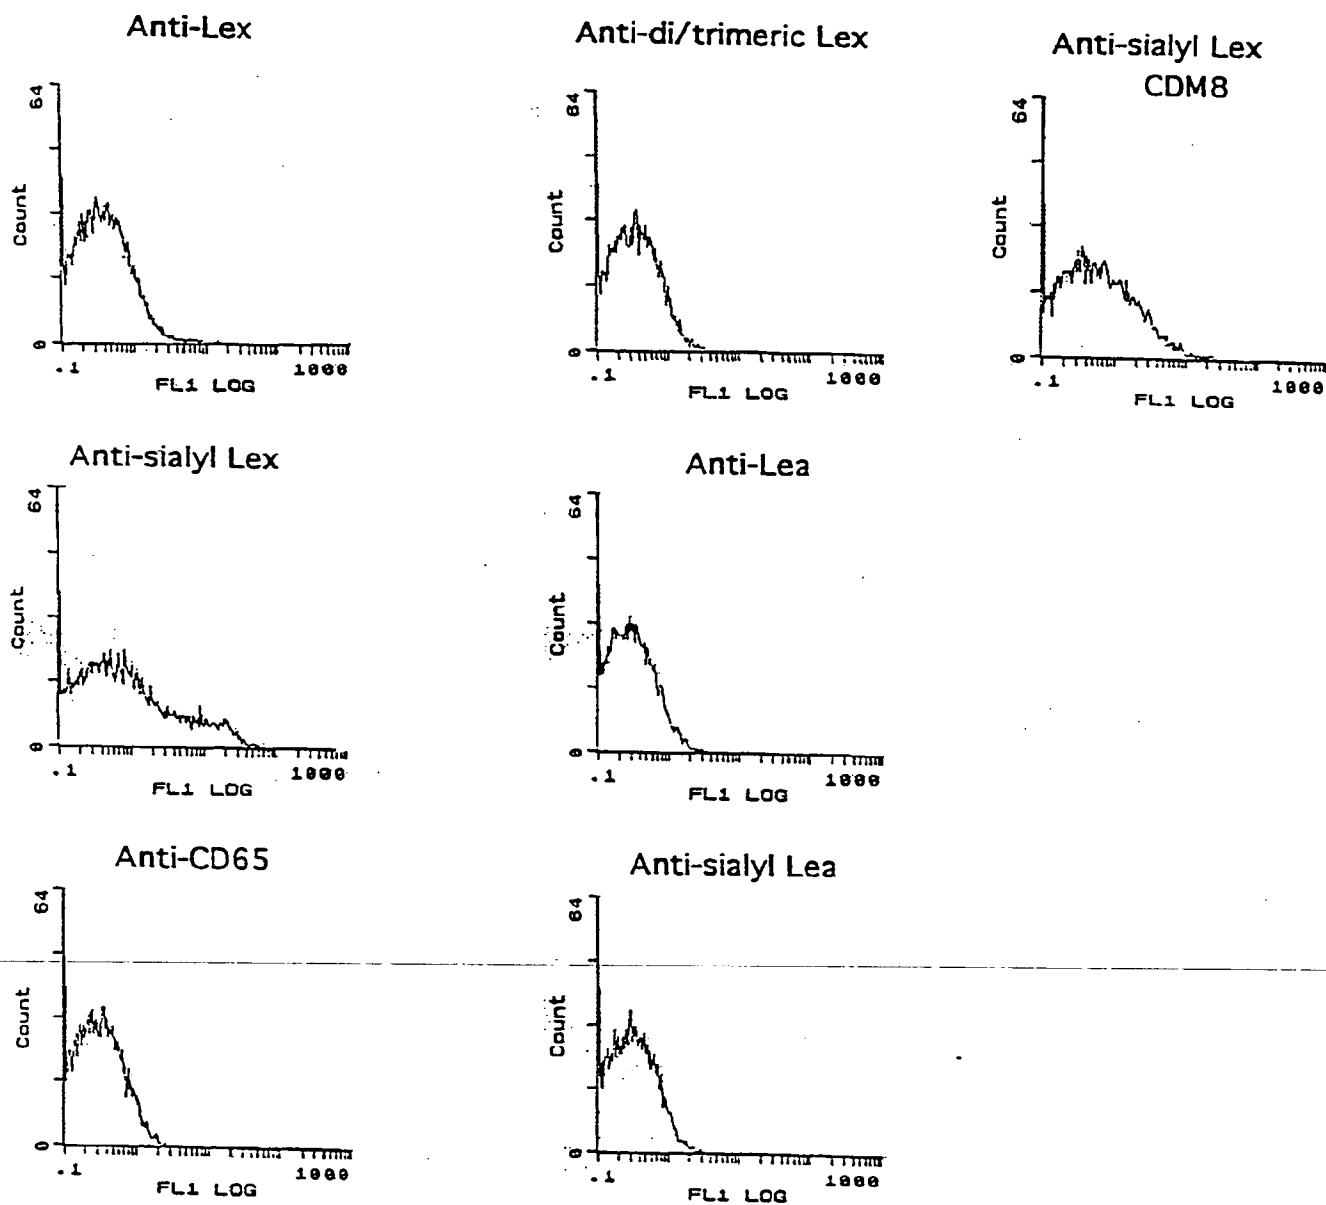 Anti-Lex
64
Count
0
.1
1000
FL1 LOG
Anti-di/trimeric Lex
64
Count
0
.1
1000
FL1 LOG
Anti-sialyl Lex
CDM8
64
Count
0
.1
1000
FL1 LOG
Anti-sialyl Lex
64
Count
0
.1
1000
FL1 LOG
Anti-Lea
64
Count
0
.1
1000
FL1 LOG
Anti-CD65
64
Count
0
.1
1000
FL1 LOG
Anti-sialyl Lea
64
Count
0
.1
1000
FL1 LOG